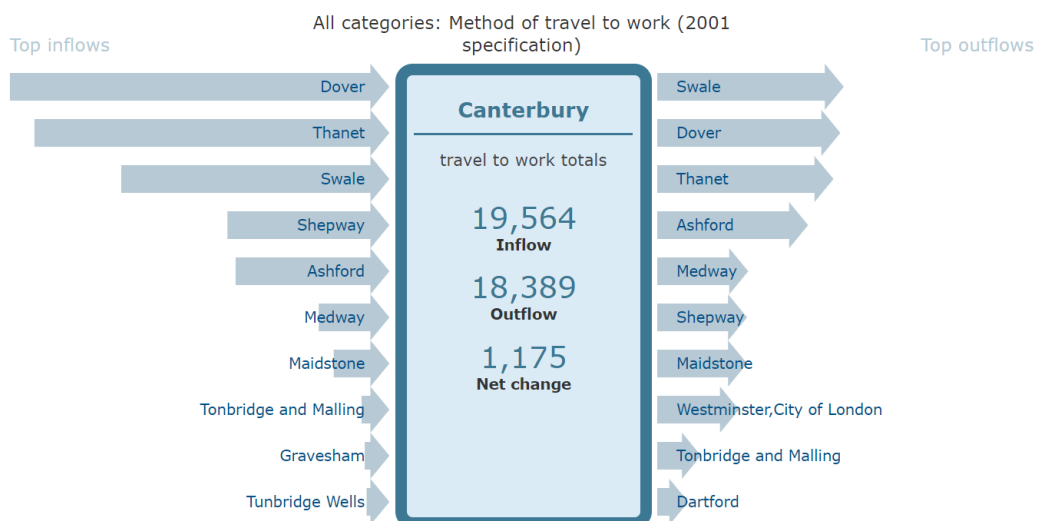 All categories: Method of travel to work (2001
specification)
Top inflows
Top outflows
Dover
Thanet
Swale
Shepway
Ashford
Medway
Maidstone
Tonbridge and Malling
Gravesham
Tunbridge Wells
Canterbury
travel to work totals
19,564
Inflow
18,389
Outflow
1,175
Net change
Swale
Dover
Thanet
Ashford
Medway
Shepway
Maidstone
Westminster,City of London
Tonbridge and Malling
Dartford